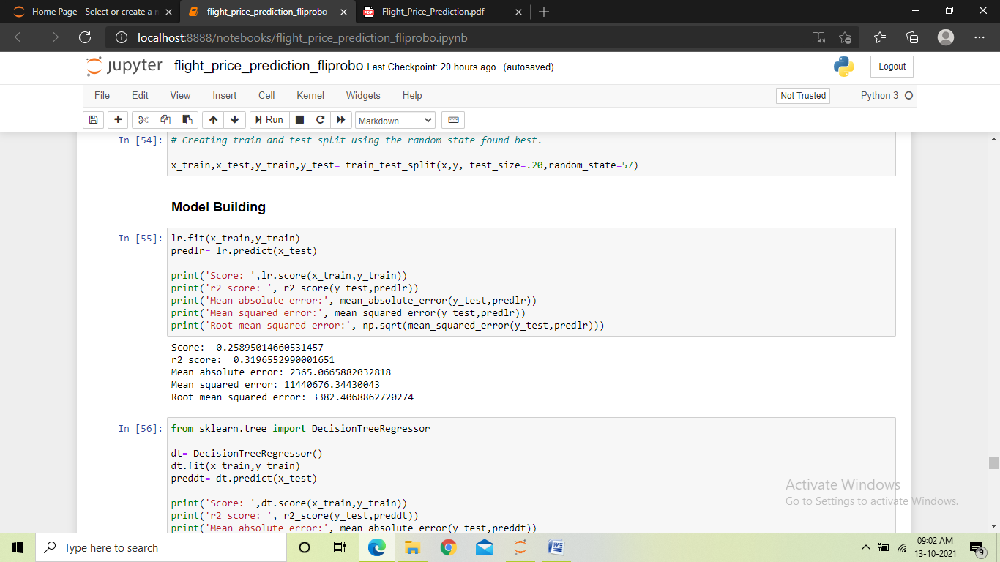 Home Page - Select or create a n
flight_price_prediction_fliprobo -
PDF
Flight_Price_Prediction.pdf
localhost:8888/notebooks/flight_price_prediction_fliprobo.ipynb
jupyter flight_price_prediction_fliprobo Last Checkpoint: 20 hours ago (autosaved)
Logout
File Edit View Insert Cell Kernel Widgets Help
Not Trusted
Python 3
Run
Markdown
In [54]: # Creating train and test split using the random state found best.
x_train,x_test,y_train,y_test= train_test_split(x,y, test_size=.20,random_state=57)
Model Building
In [55]: lr.fit(x_train,y_train)
predlr= lr.predict(x_test)
print('Score: ',lr.score(x_train,y_train))
print('r2 score: ', r2_score(y_test,predlr))
print('Mean absolute error:', mean_absolute_error(y_test,predlr))
print('Mean squared error:', mean_squared_error(y_test,predlr))
print('Root mean squared error:', np.sqrt(mean_squared_error(y_test,predlr)))
Score:  0.25895014660531457
r2 score:  0.3196552990001651
Mean absolute error: 2365.0665882032818
Mean squared error: 11440676.34430043
Root mean squared error: 3382.4068862720274
In [56]: from sklearn.tree import DecisionTreeRegressor
dt= DecisionTreeRegressor()
dt.fit(x_train,y_train)
preddt= dt.predict(x_test)
print('Score: ',dt.score(x_train,y_train))
print('r2 score: ', r2_score(y_test,preddt))
print('Mean absolute error:', mean_absolute_error(y_test,preddt))
Activate Windows
Go to Settings to activate Windows.
Type here to search
09:02 AM
13-10-2021
9